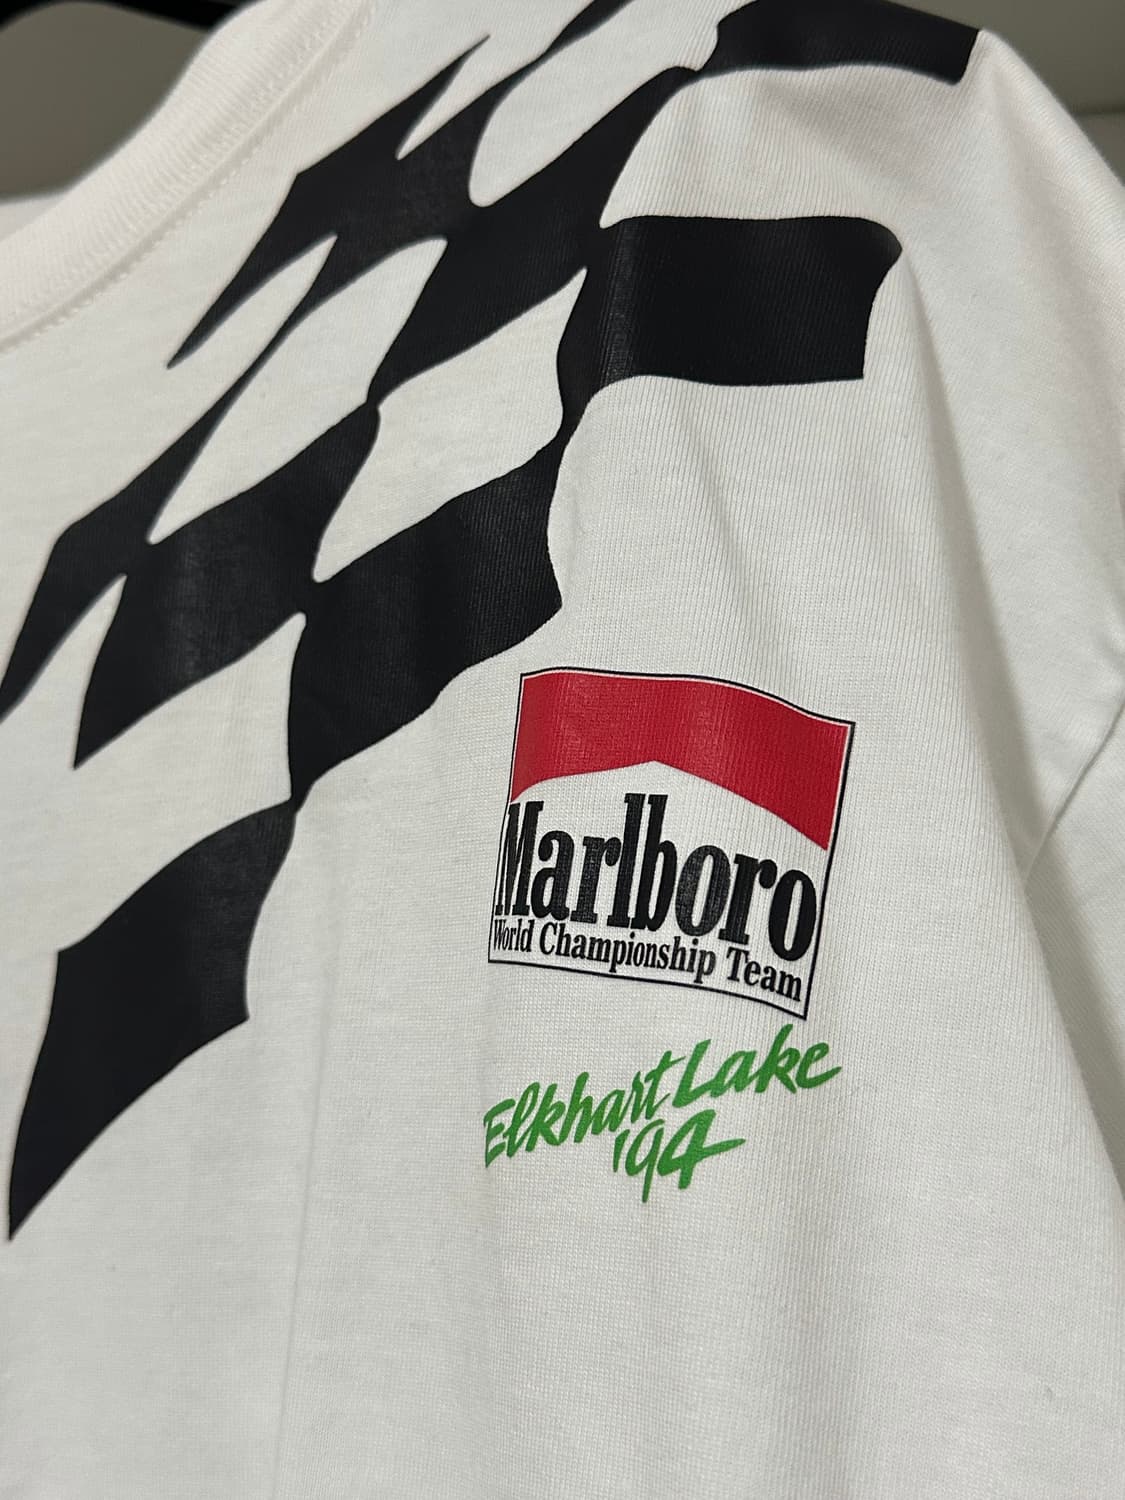 Marlboro
World Championship Team
Elkhart Lake
'94